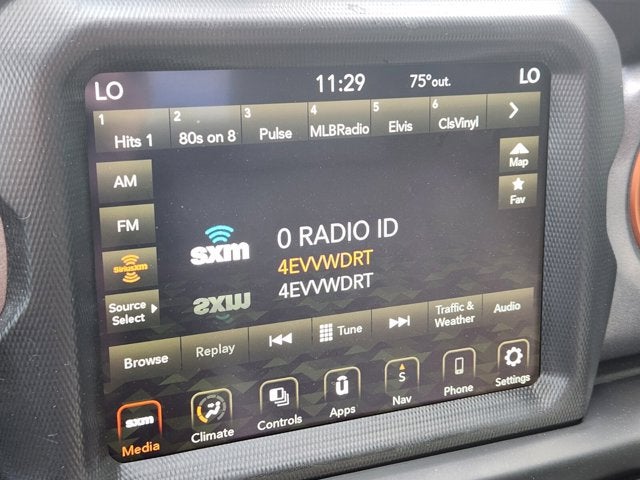 LO 11:29 75°out. LO
1 2 3 4 5 6
Hits 1 80s on 8 Pulse MLBRadio Elvis ClsVinyl
AM
Map
FM
Fav
sxm
0 RADIO ID
SiriusXM
4EVVWDRT
4EVVWDRT
Source
Select
Browse Replay Tune Traffic & Weather Audio
sxm
S
Media Climate Controls Apps Nav Phone Settings